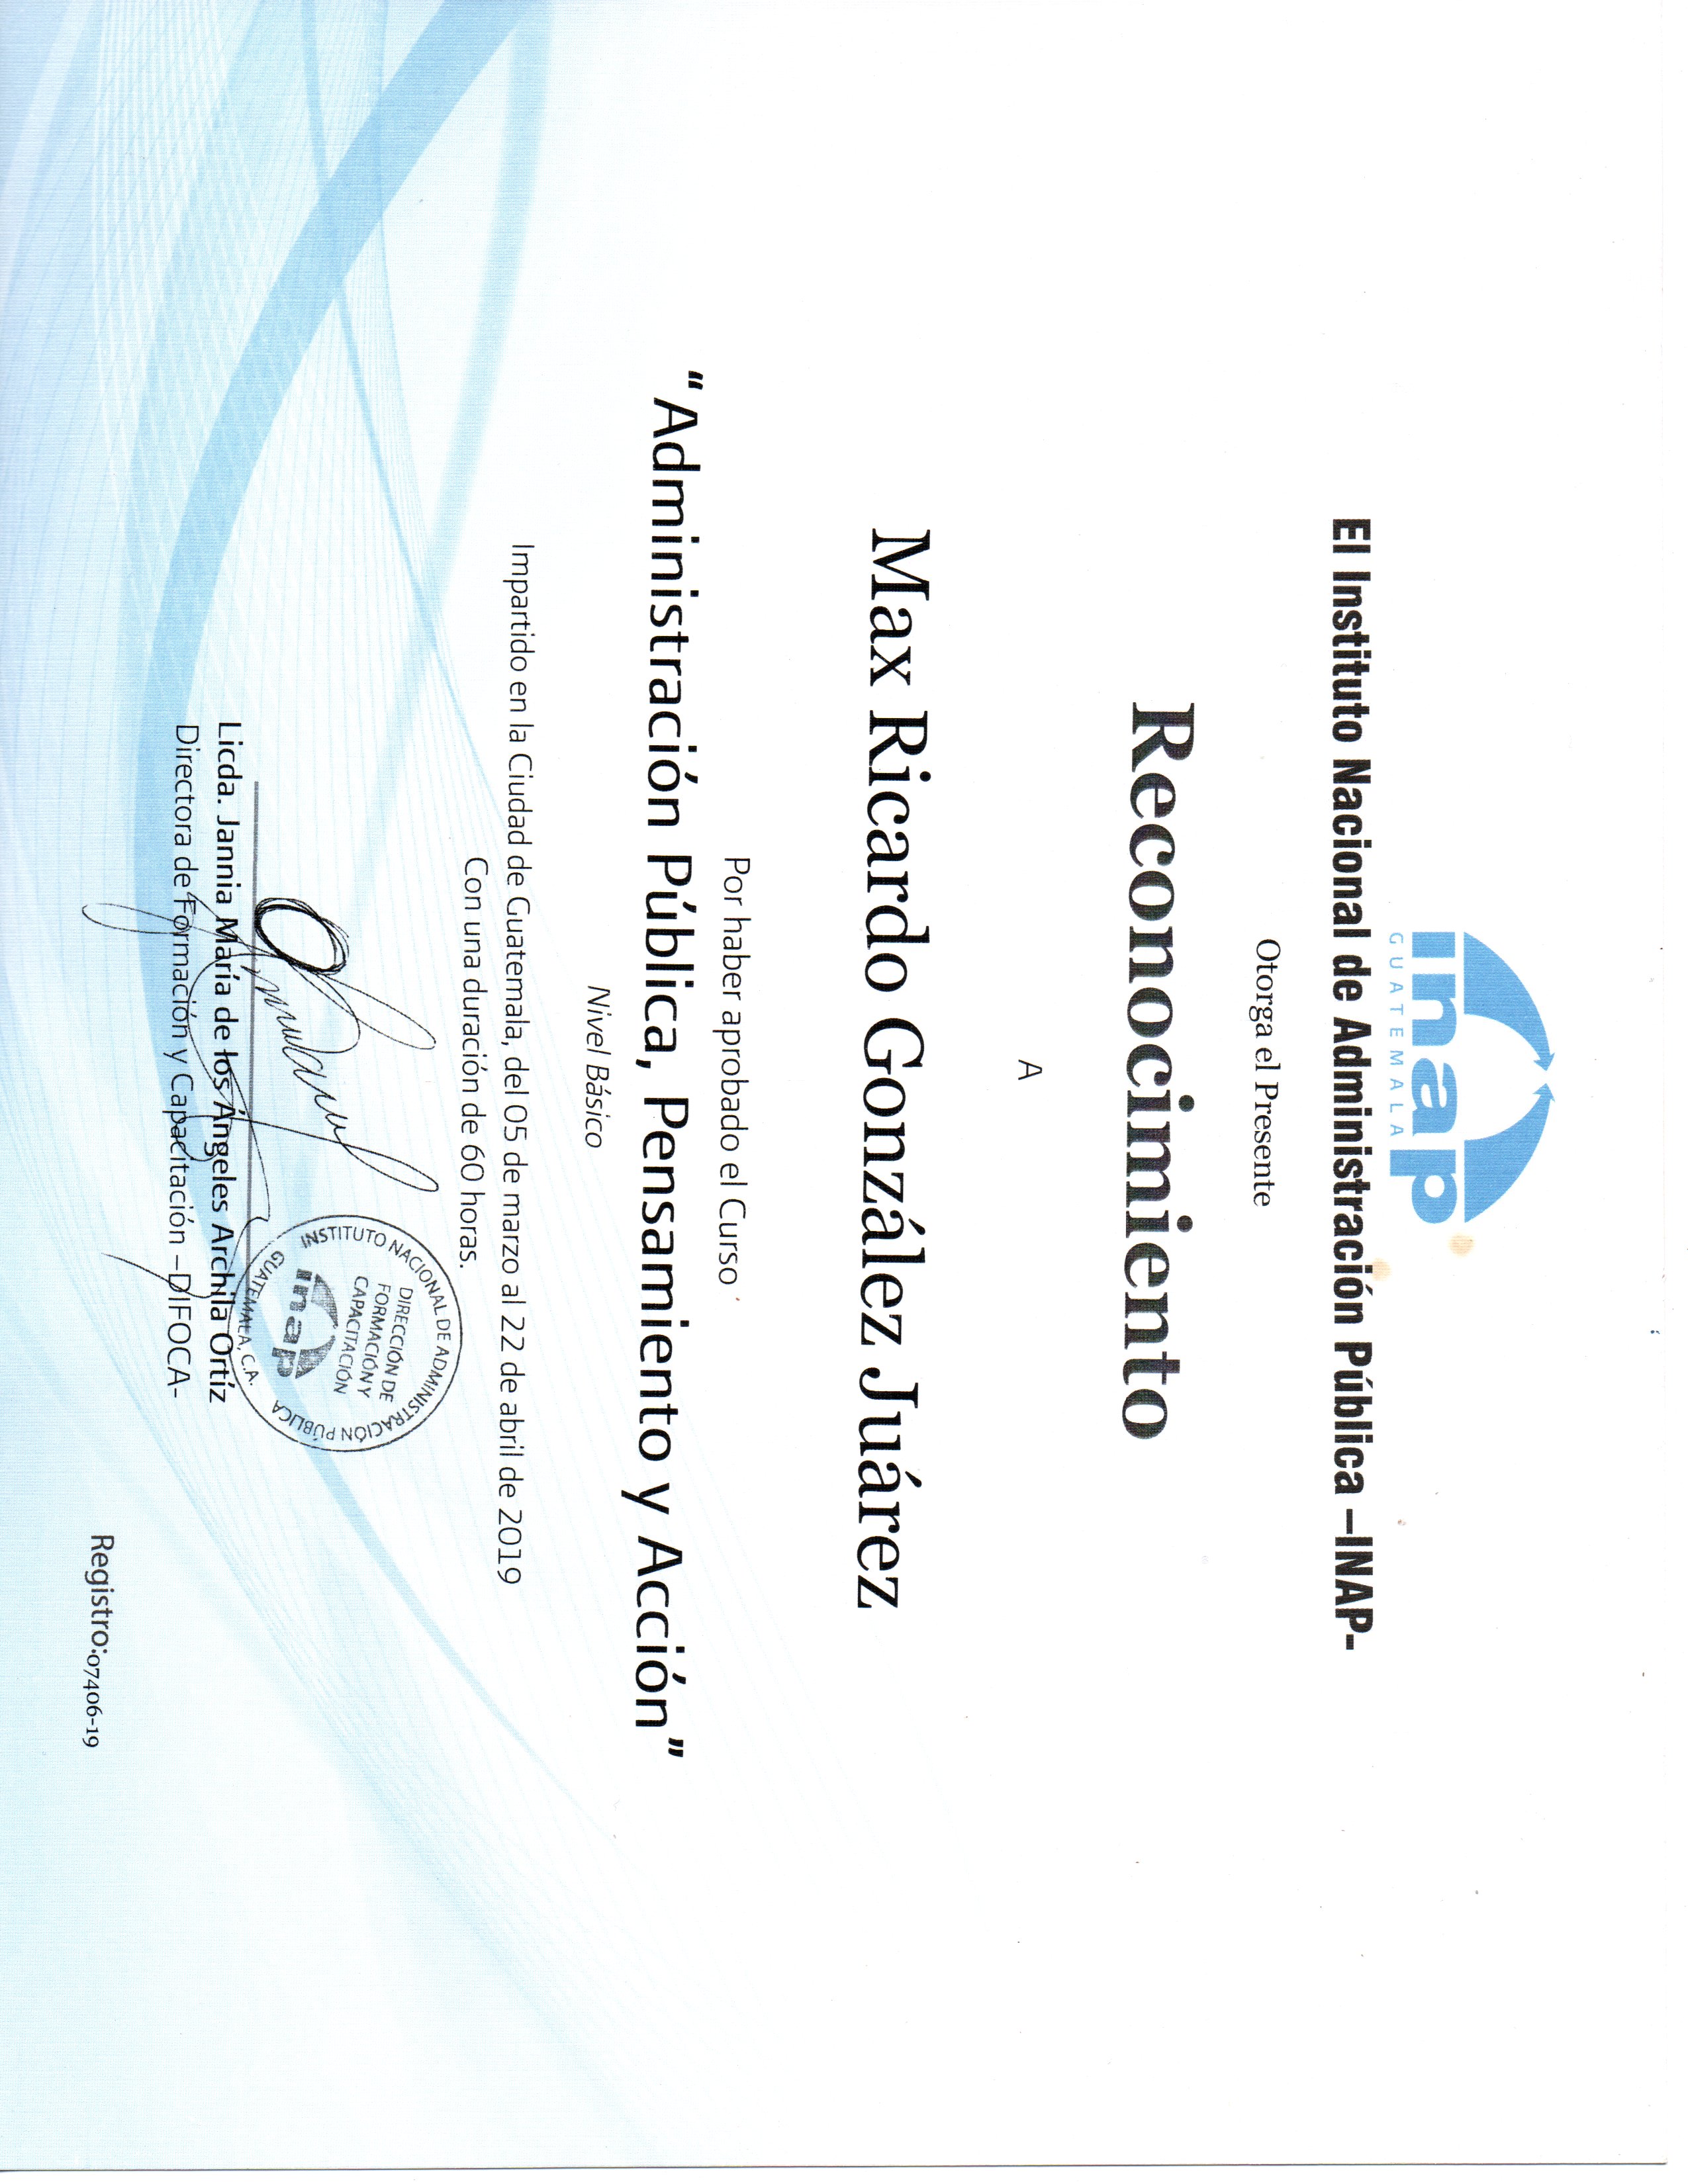 inap
GUATEMALA
El Instituto Nacional de Administración Pública –INAP-
Otorga el Presente
Reconocimiento
A
Max Ricardo González Juárez
Por haber aprobado el Curso
“Administración Pública, Pensamiento y Acción”
Nivel Básico
Impartido en la Ciudad de Guatemala, del 05 de marzo al 22 de abril de 2019
Con una duración de 60 horas.
INSTITUTO NACIONAL DE ADMINISTRACIÓN PÚBLICA
DIRECCIÓN DE
FORMACIÓN Y
CAPACITACIÓN
inap
GUATEMALA, C.A.
Licda. Jannia María de los Ángeles Archila Ortíz
Directora de Formación y Capacitación –DIFOCA-
Registro:07406-19